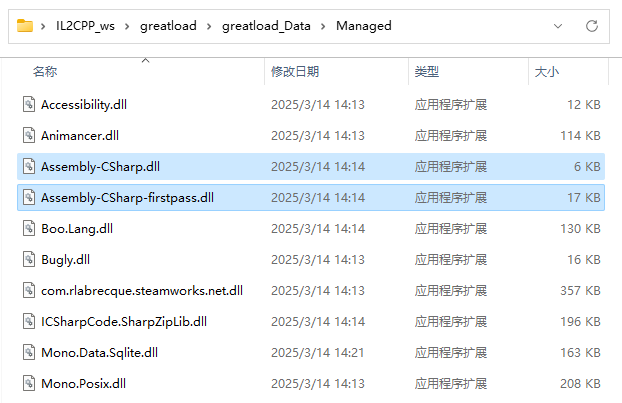 IL2CPP_ws > greatload > greatload_Data > Managed
名称 修改日期 类型 大小
Accessibility.dll 2025/3/14 14:13 应用程序扩展 12 KB
Animancer.dll 2025/3/14 14:13 应用程序扩展 114 KB
Assembly-CSharp.dll 2025/3/14 14:14 应用程序扩展 6 KB
Assembly-CSharp-firstpass.dll 2025/3/14 14:14 应用程序扩展 17 KB
Boo.Lang.dll 2025/3/14 14:14 应用程序扩展 130 KB
Bugly.dll 2025/3/14 14:13 应用程序扩展 16 KB
com.rlabrecque.steamworks.net.dll 2025/3/14 14:13 应用程序扩展 357 KB
ICSharpCode.SharpZipLib.dll 2025/3/14 14:14 应用程序扩展 196 KB
Mono.Data.Sqlite.dll 2025/3/14 14:21 应用程序扩展 163 KB
Mono.Posix.dll 2025/3/14 14:13 应用程序扩展 208 KB